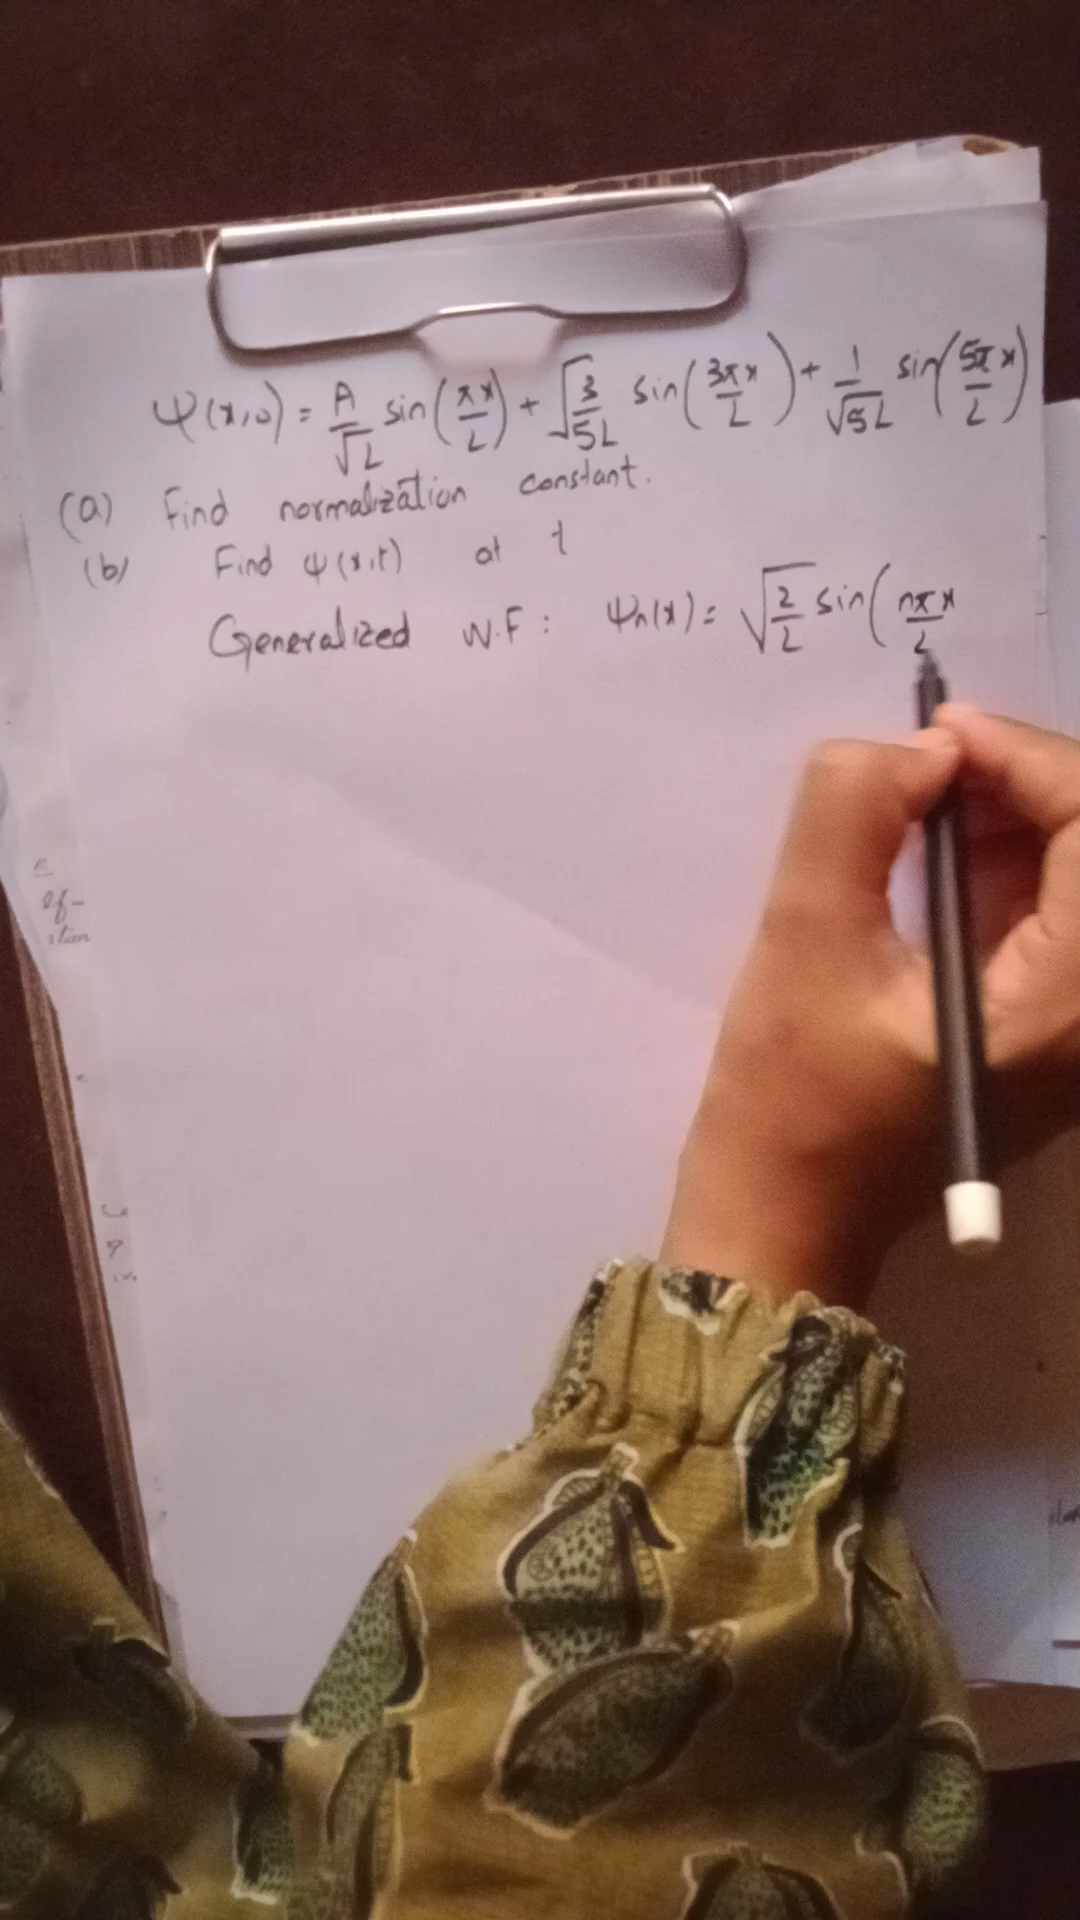 ψ(x,0) = A/√L sin(πx/L) + √3/5L sin(3πx/L) + 1/√5L sin(5πx/L)
(a) Find normalization constant.
(b) Find ψ(x,t) at t
Generalized W.F: ψn(x) = √2/L sin(nπx/L